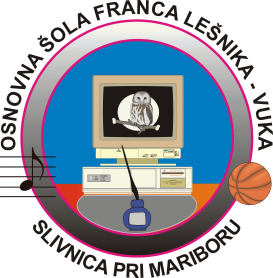 OSNOVNA ŠOLA FRANCA LEŠNIKA - VUKA
SLIVNICA PRI MARIBORU